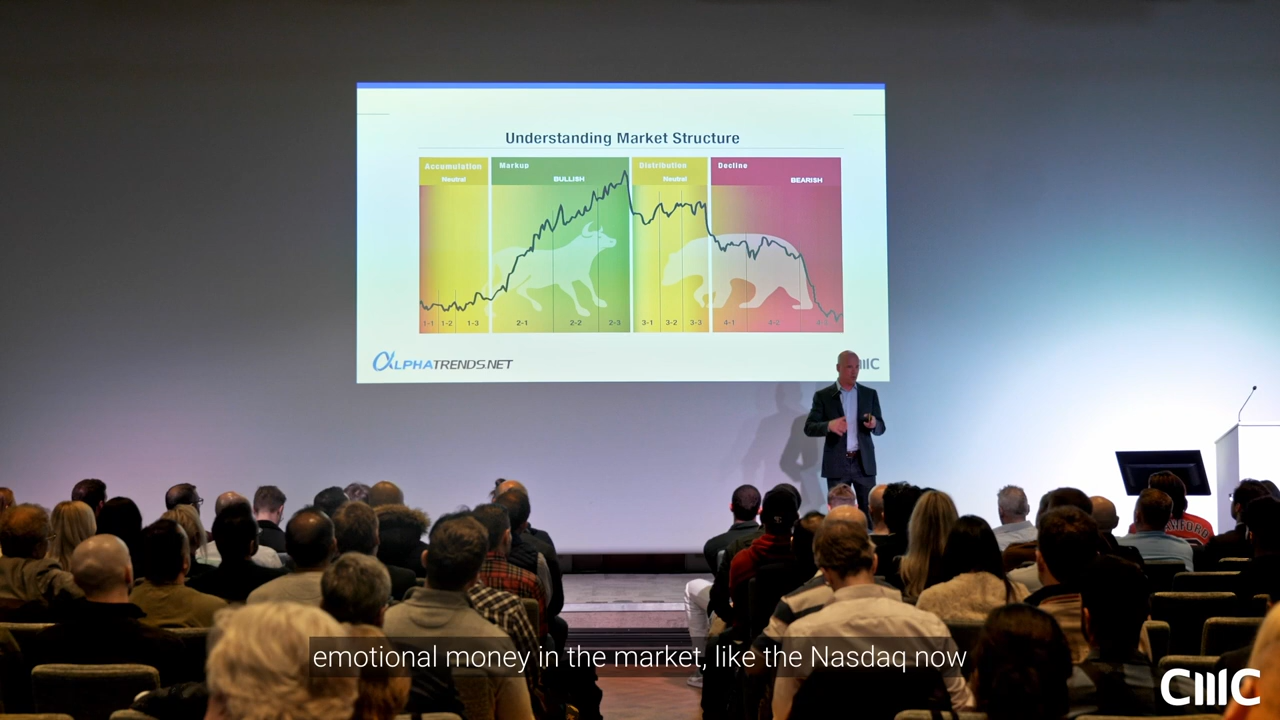 Understanding Market Structure
Accumulation Markup Distribution Decline
Neutral BULLISH Neutral BEARISH
1-1 1-2 1-3 2-1 2-2 2-3 3-1 3-2 3-3 4-1 4-2
ALPHATRENDS.NET
emotional money in the market, like the Nasdaq now
CMC